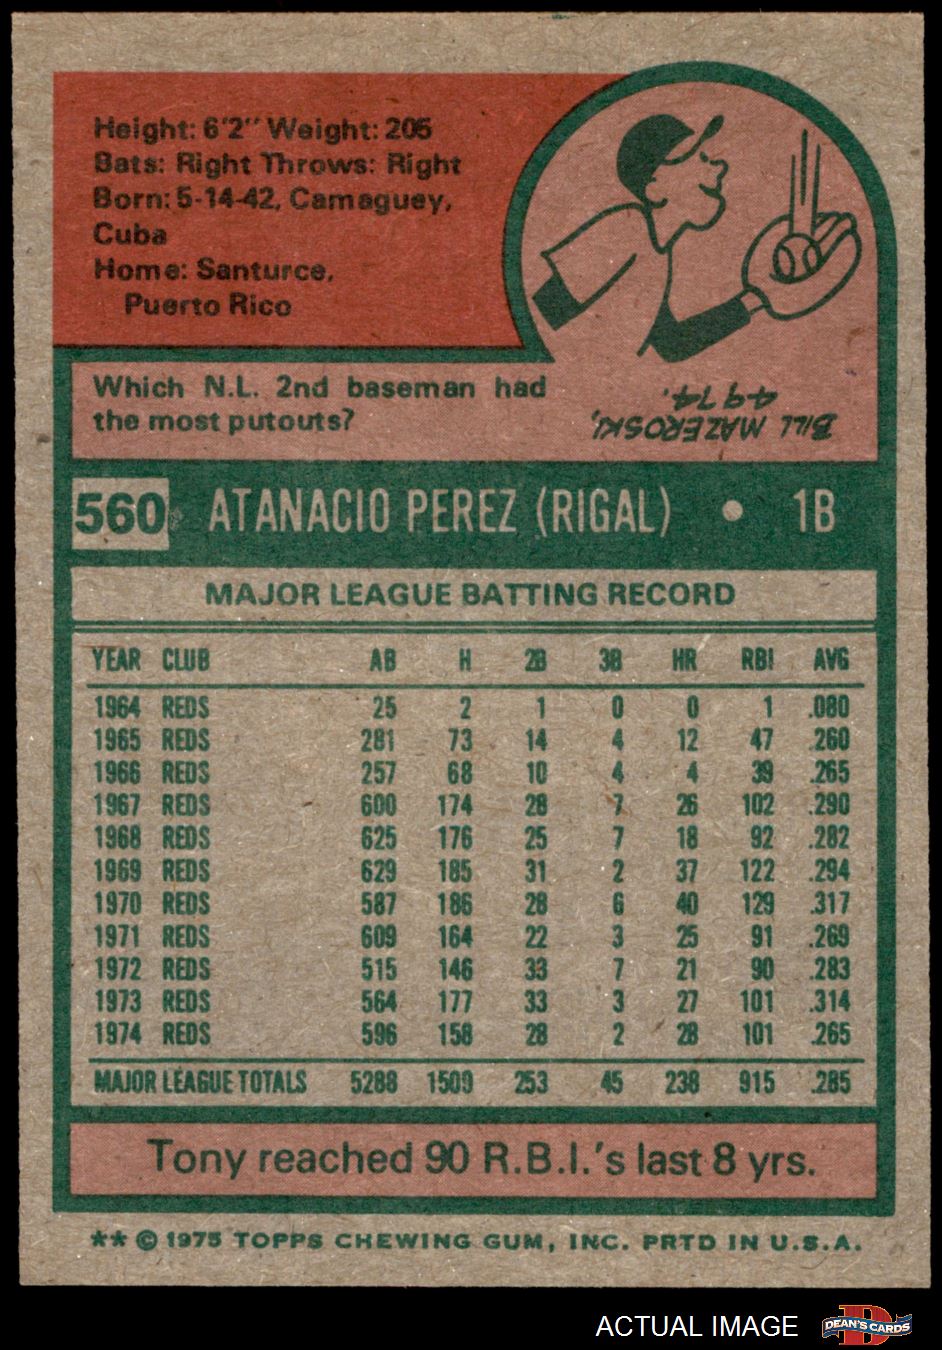 Height: 6'2" Weight: 205
Bats: Right Throws: Right
Born: 5-14-42, Camaguey,
Cuba
Home: Santurce,
Puerto Rico
Which N.L. 2nd baseman had
the most putouts?
BILL MAZEROSKI,
4974.
560 ATANACIO PEREZ (RIGAL) • 1B
MAJOR LEAGUE BATTING RECORD
YEAR CLUB AB H 2B 3B HR RBI AVG
1964 REDS 25 2 1 0 0 1 .080
1965 REDS 281 73 14 4 12 47 .260
1966 REDS 257 68 10 4 4 39 .265
1967 REDS 600 174 28 7 26 102 .290
1968 REDS 625 176 25 7 18 92 .282
1969 REDS 629 185 31 2 37 122 .294
1970 REDS 587 186 28 6 40 129 .317
1971 REDS 609 164 22 3 25 91 .269
1972 REDS 515 146 33 7 21 90 .283
1973 REDS 564 177 33 3 27 101 .314
1974 REDS 596 158 28 2 28 101 .265
MAJOR LEAGUE TOTALS 5288 1509 253 45 238 915 .285
Tony reached 90 R.B.I.'s last 8 yrs.
** © 1975 TOPPS CHEWING GUM, INC. PRTD IN U.S.A.
ACTUAL IMAGE
D
DEAN'S CARDS